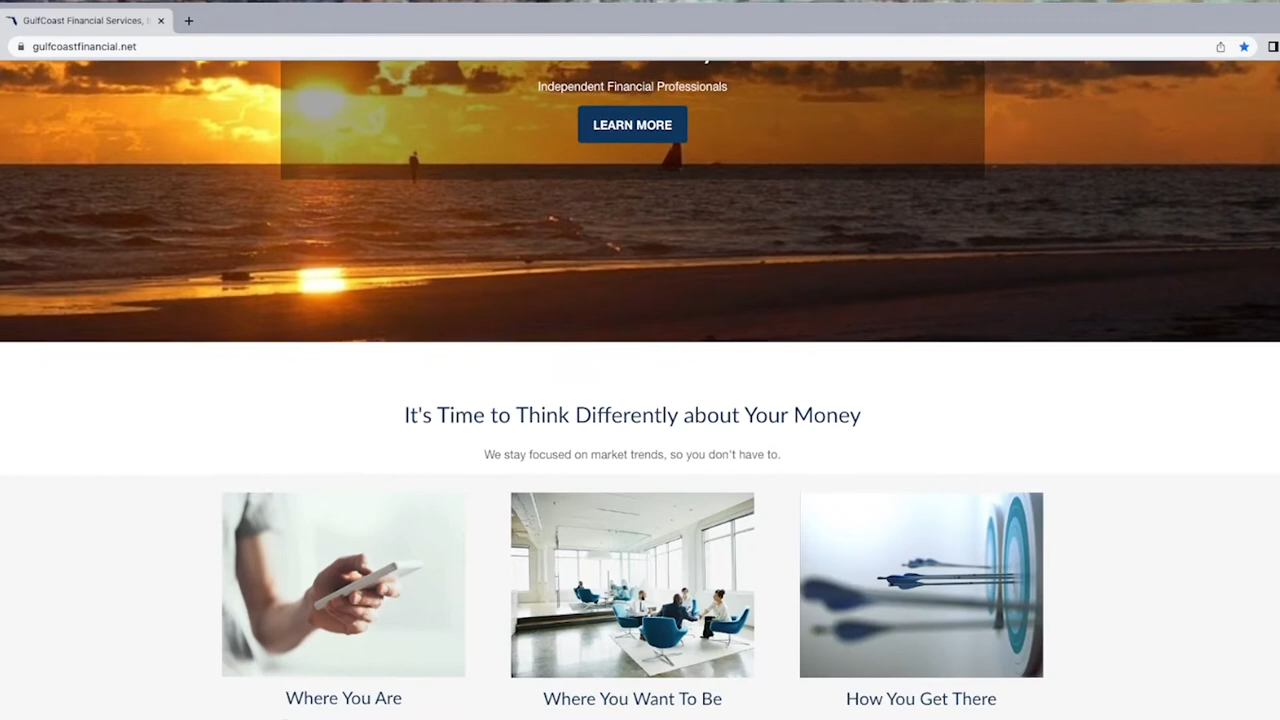 GulfCoast Financial Services,
gulfcoastfinancial.net
Independent Financial Professionals
LEARN MORE
It's Time to Think Differently about Your Money
We stay focused on market trends, so you don't have to.
Where You Are
Where You Want To Be
How You Get There